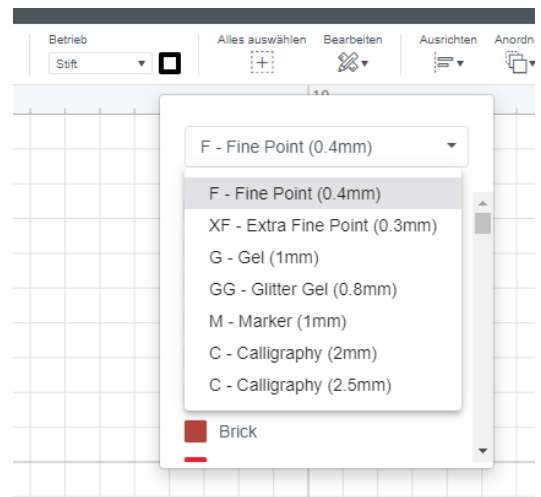 Betrieb Alles auswählen Bearbeiten Ausrichten
Stift
F - Fine Point (0.4mm)
F - Fine Point (0.4mm)
XF - Extra Fine Point (0.3mm)
G - Gel (1mm)
GG - Glitter Gel (0.8mm)
M - Marker (1mm)
C - Calligraphy (2mm)
C - Calligraphy (2.5mm)
Brick